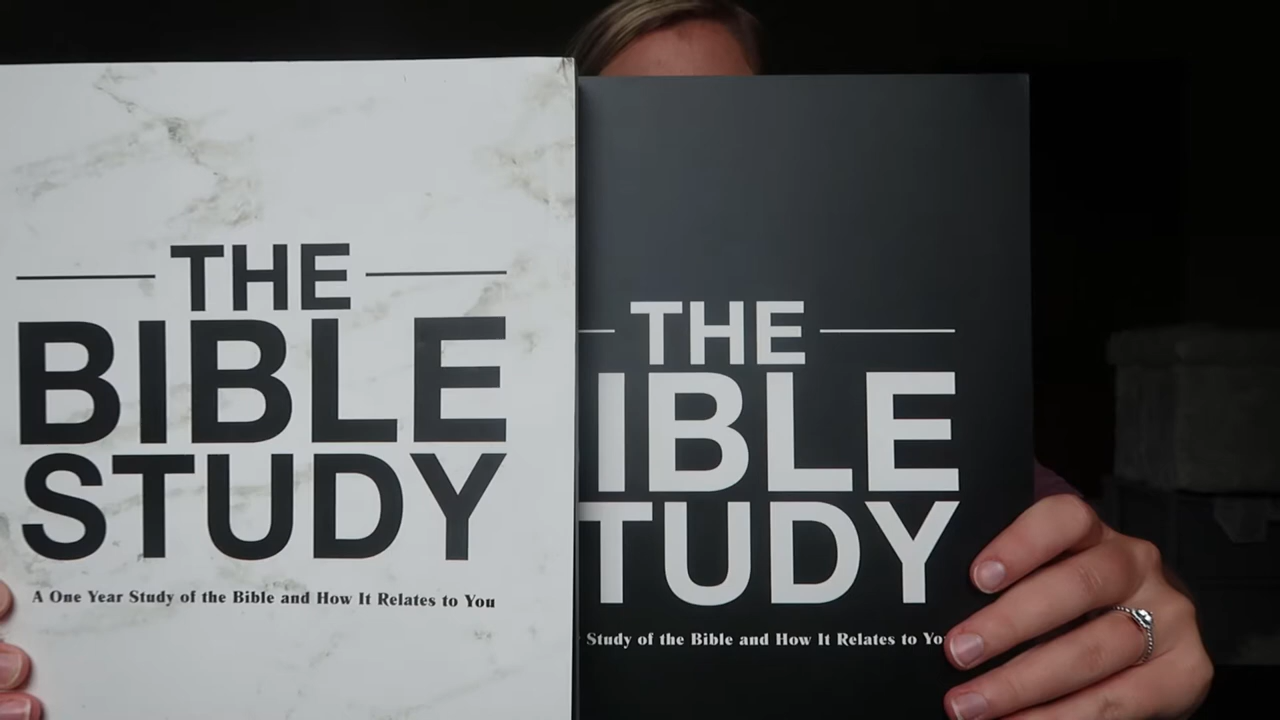 THE
BIBLE
STUDY
A One Year Study of the Bible and How It Relates to You
THE
IBLE
TUDY
Study of the Bible and How It Relates to Yo